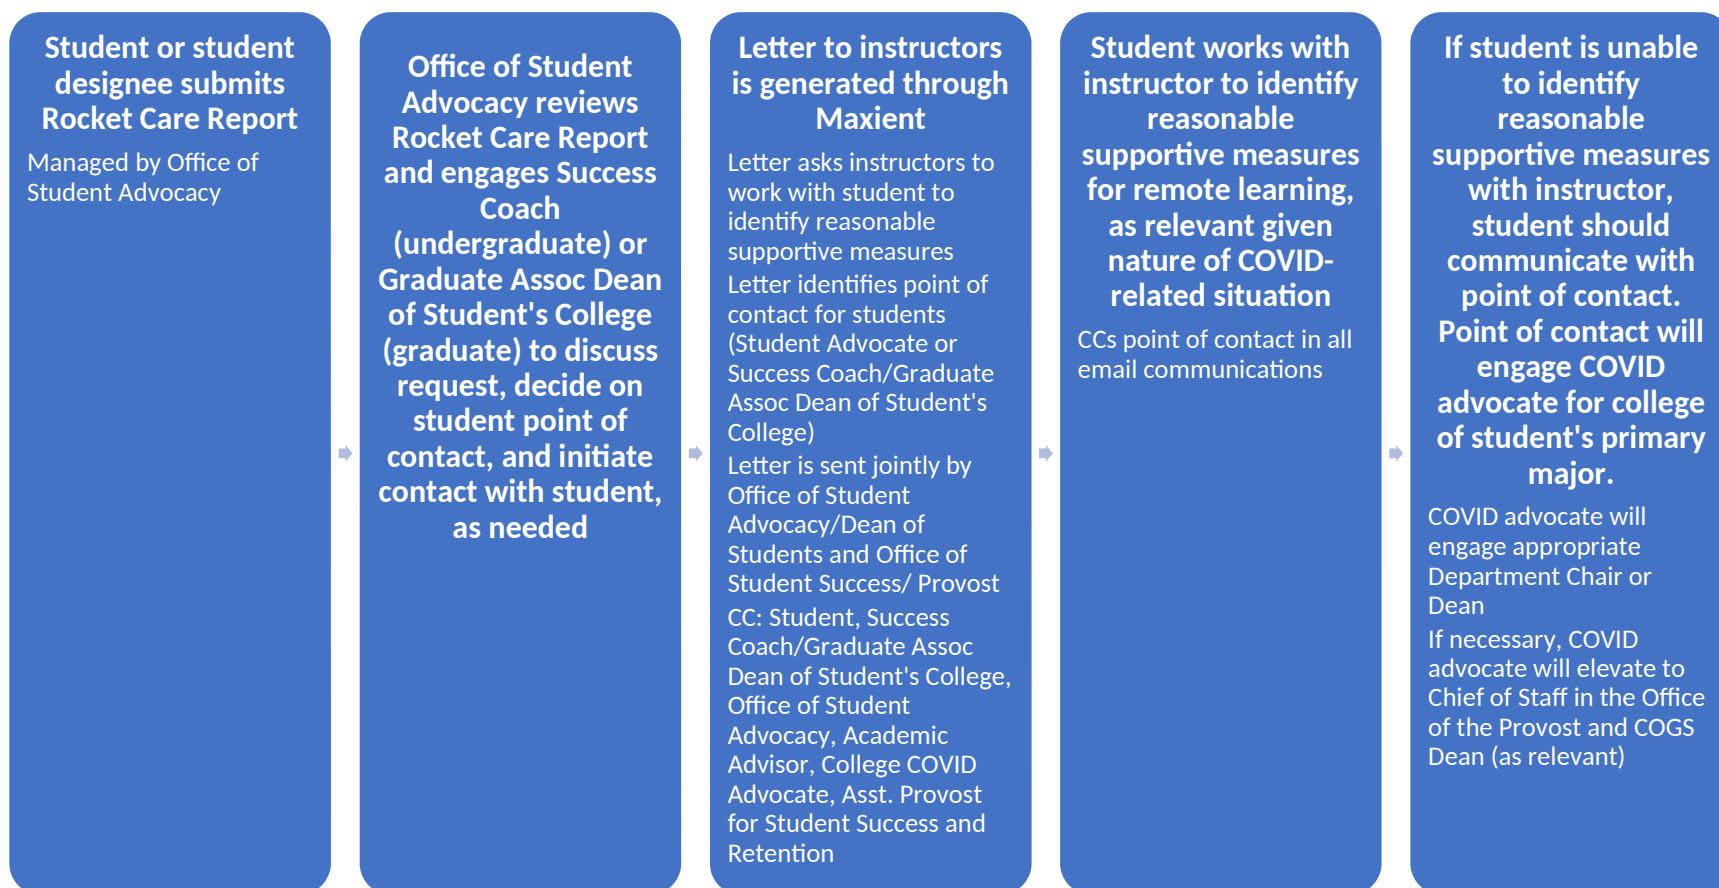 Student or student
designee submits
Rocket Care Report
Managed by Office of
Student Advocacy
Office of Student
Advocacy reviews
Rocket Care Report
and engages Success
Coach
(undergraduate) or
Graduate Assoc Dean
of Student's College
(graduate) to discuss
request, decide on
student point of
contact, and initiate
contact with student,
as needed
Letter to instructors
is generated through
Maxient
Letter asks instructors to
work with student to
identify reasonable
supportive measures
Letter identifies point of
contact for students
(Student Advocate or
Success Coach/Graduate
Assoc Dean of Student's
College)
Letter is sent jointly by
Office of Student
Advocacy/Dean of
Students and Office of
Student Success/ Provost
CC: Student, Success
Coach/Graduate Assoc
Dean of Student's College,
Office of Student
Advocacy, Academic
Advisor, College COVID
Advocate, Asst. Provost
for Student Success and
Retention
Student works with
instructor to identify
reasonable
supportive measures
for remote learning,
as relevant given
nature of COVID-
related situation
CCs point of contact in all
email communications
If student is unable
to identify
reasonable
supportive measures
with instructor,
student should
communicate with
point of contact.
Point of contact will
engage COVID
advocate for college
of student's primary
major.
COVID advocate will
engage appropriate
Department Chair or
Dean
If necessary, COVID
advocate will elevate to
Chief of Staff in the Office
of the Provost and COGS
Dean (as relevant)